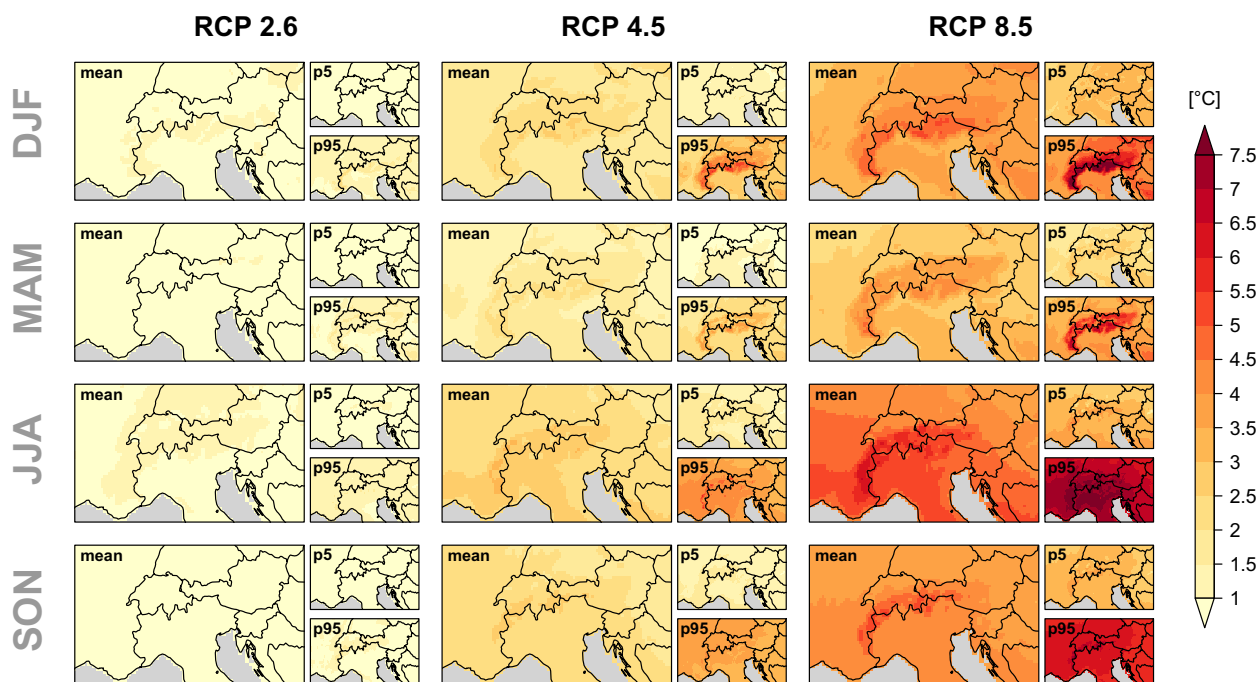 RCP 2.6 RCP 4.5 RCP 8.5
[°C]
DJF
mean p5 mean p5 mean p5
p95 p95 p95
MAM
mean p5 mean p5 mean p5
p95 p95 p95
JJA
mean p5 mean p5 mean p5
p95 p95 p95
SON
mean p5 mean p5 mean p5
p95 p95 p95
7.5
7
6.5
6
5.5
5
4.5
4
3.5
3
2.5
2
1.5
1